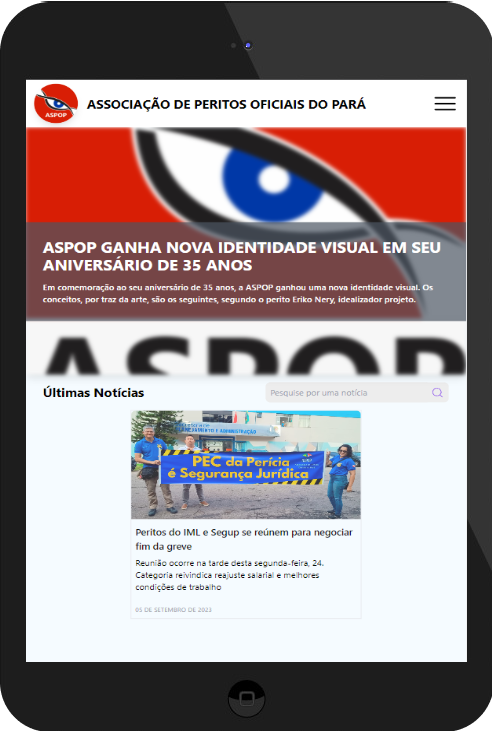 ASPOP
ASSOCIAÇÃO DE PERITOS OFICIAIS DO PARÁ
ASPOP GANHA NOVA IDENTIDADE VISUAL EM SEU
ANIVERSÁRIO DE 35 ANOS
Em comemoração ao seu aniversário de 35 anos, a ASPOP ganhou uma nova identidade visual. Os
conceitos, por traz da arte, são os seguintes, segundo o perito Eriko Nery, idealizador projeto.
ASPOP
Últimas Notícias
Pesquise por uma notícia
PLANEJAMENTO E ADMINISTRAÇÃO
PEC da Perícia
é Segurança Jurídica
Peritos do IML e Segup se reúnem para negociar
fim da greve
Reunião ocorre na tarde desta segunda-feira, 24.
Categoria reivindica reajuste salarial e melhores
condições de trabalho
05 DE SETEMBRO DE 2023